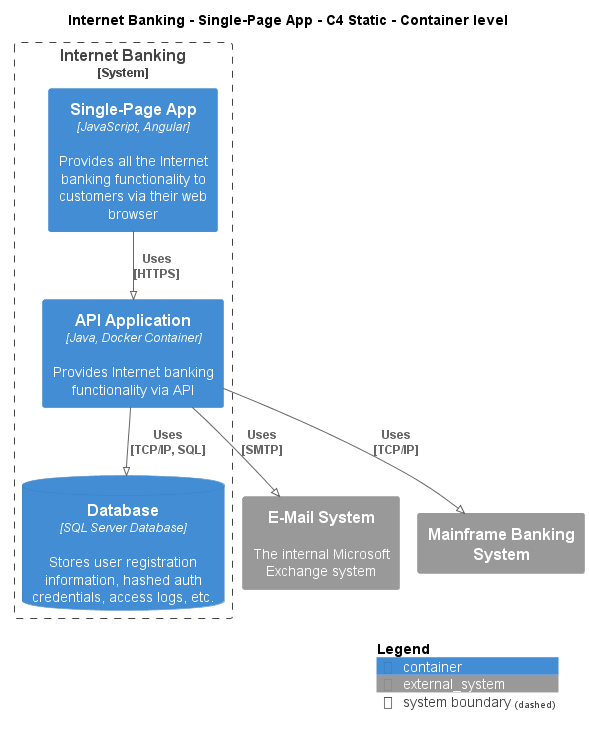 Internet Banking - Single-Page App - C4 Static - Container level
Internet Banking
[System]
Single-Page App
[JavaScript, Angular]
Provides all the Internet
banking functionality to
customers via their web
browser
Uses
[HTTPS]
API Application
[Java, Docker Container]
Provides Internet banking
functionality via API
Uses
[TCP/IP, SQL]
Uses
[SMTP]
Uses
[TCP/IP]
Database
[SQL Server Database]
Stores user registration
information, hashed auth
credentials, access logs, etc.
E-Mail System
The internal Microsoft
Exchange system
Mainframe Banking
System
Legend
container
external_system
system boundary (dashed)